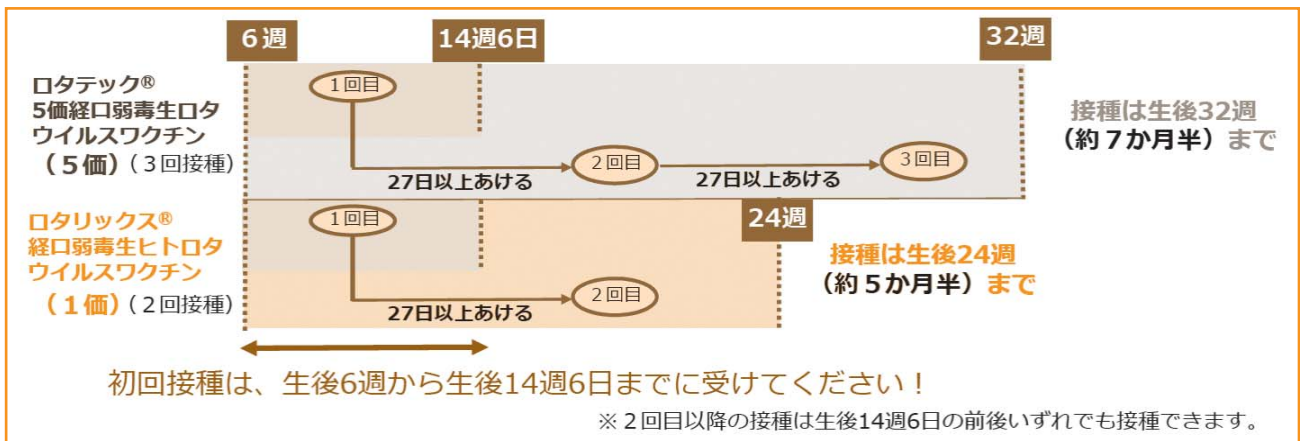 6週
14週6日
32週
ロタテック®
5価経口弱毒生ロタ
ウイルスワクチン
（５価）（３回接種）
１回目
27日以上あける
２回目
27日以上あける
３回目
接種は生後32週
（約７か月半）まで
ロタリックス®
経口弱毒生ヒトロタ
ウイルスワクチン
（１価）（２回接種）
１回目
27日以上あける
２回目
24週
接種は生後24週
（約５か月半）まで
初回接種は、生後6週から生後14週6日までに受けてください！
※２回目以降の接種は生後14週6日の前後いずれでも接種できます。